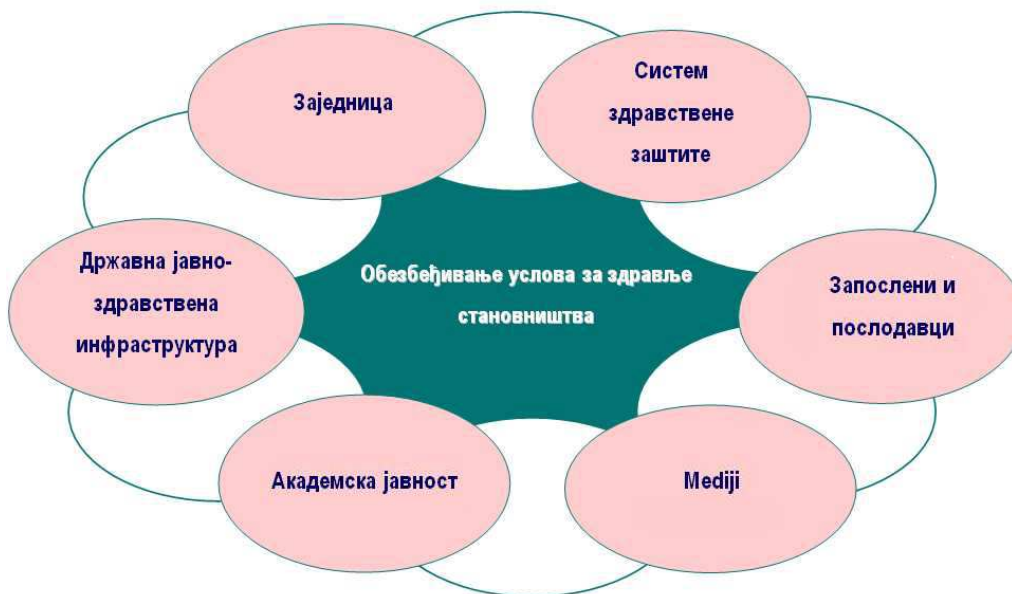 Заједница
Систем
здравствене
заштите
Државна јавно-
здравствена
инфраструктура
Обезбеђивање услова за здравље
становништва
Запослени и
послодавци
Академска јавност
Mediji